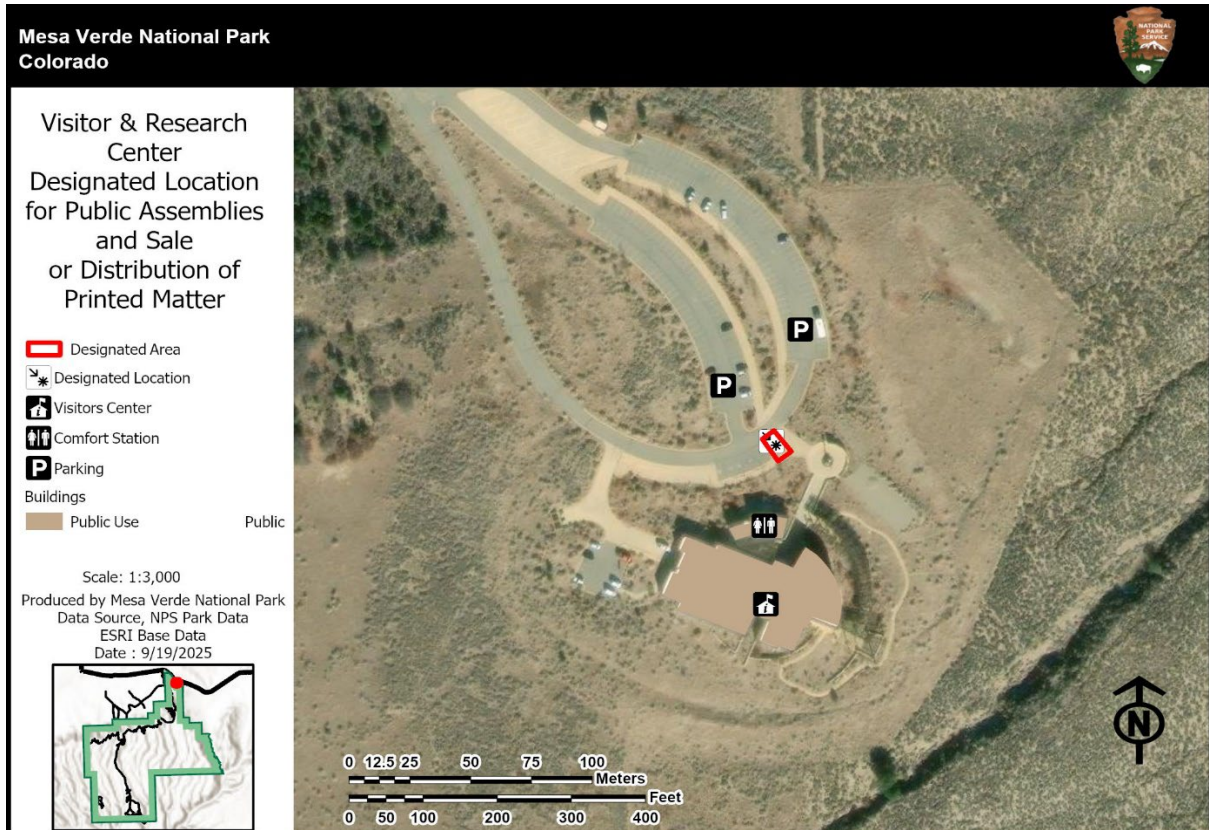 Mesa Verde National Park
Colorado
NATIONAL
PARK
SERVICE
Visitor & Research
Center
Designated Location
for Public Assemblies
and Sale
or Distribution of
Printed Matter
Designated Area
Designated Location
Visitors Center
Comfort Station
P Parking
Buildings
Public Use Public
Scale: 1:3,000
Produced by Mesa Verde National Park
Data Source, NPS Park Data
ESRI Base Data
Date : 9/19/2025
P
P
0 12.5 25 50 75 100
Meters
Feet
0 50 100 200 300 400
N